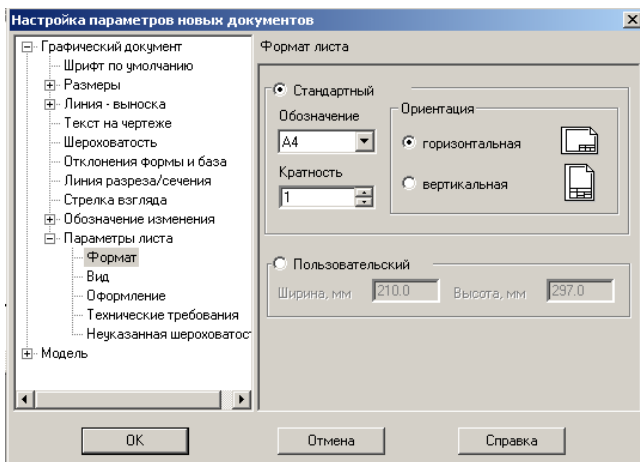 Настройка параметров новых документов
Графический документ
Шрифт по умолчанию
Размеры
Линия - выноска
Текст на чертеже
Шероховатость
Отклонения формы и база
Линия разреза/сечения
Стрелка взгляда
Обозначение изменения
Параметры листа
Формат
Вид
Оформление
Технические требования
Неуказанная шероховатос
Модель
Формат листа
Стандартный
Обозначение
A4
Кратность
1
Ориентация
горизонтальная
вертикальная
Пользовательский
Ширина, мм 210.0 Высота, мм 297.0
OK Отмена Справка